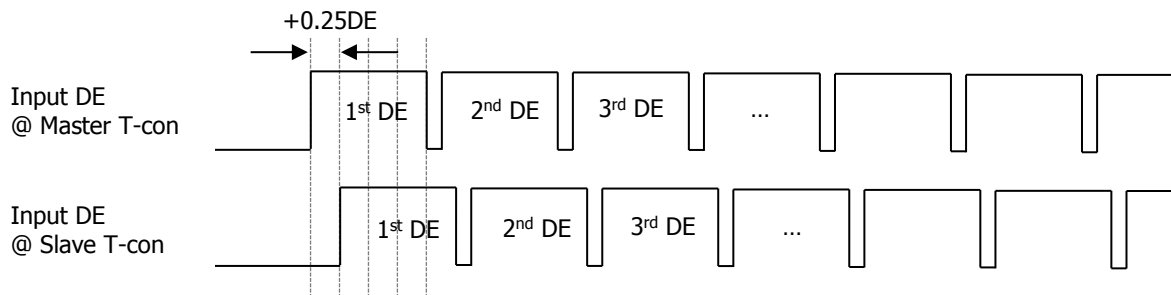 +0.25DE
Input DE
@ Master T-con
1st DE
2nd DE
3rd DE
...
Input DE
@ Slave T-con
1st DE
2nd DE
3rd DE
...